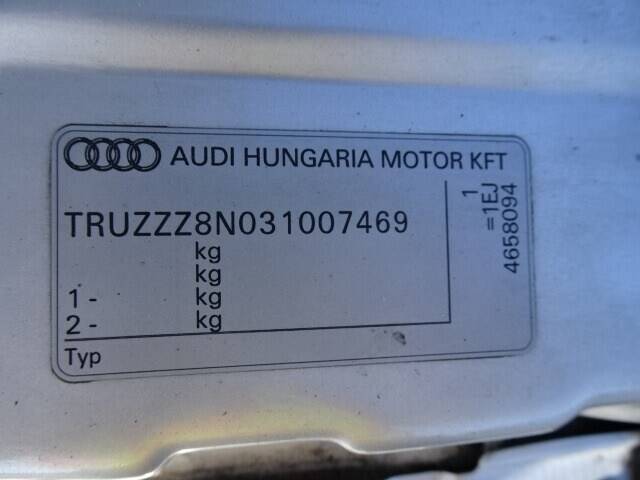 AUDI HUNGARIA MOTOR KFT
TRUZZZ8N031007469
kg
kg
1 - kg
2 - kg
Typ
1
=1EJ
4658094